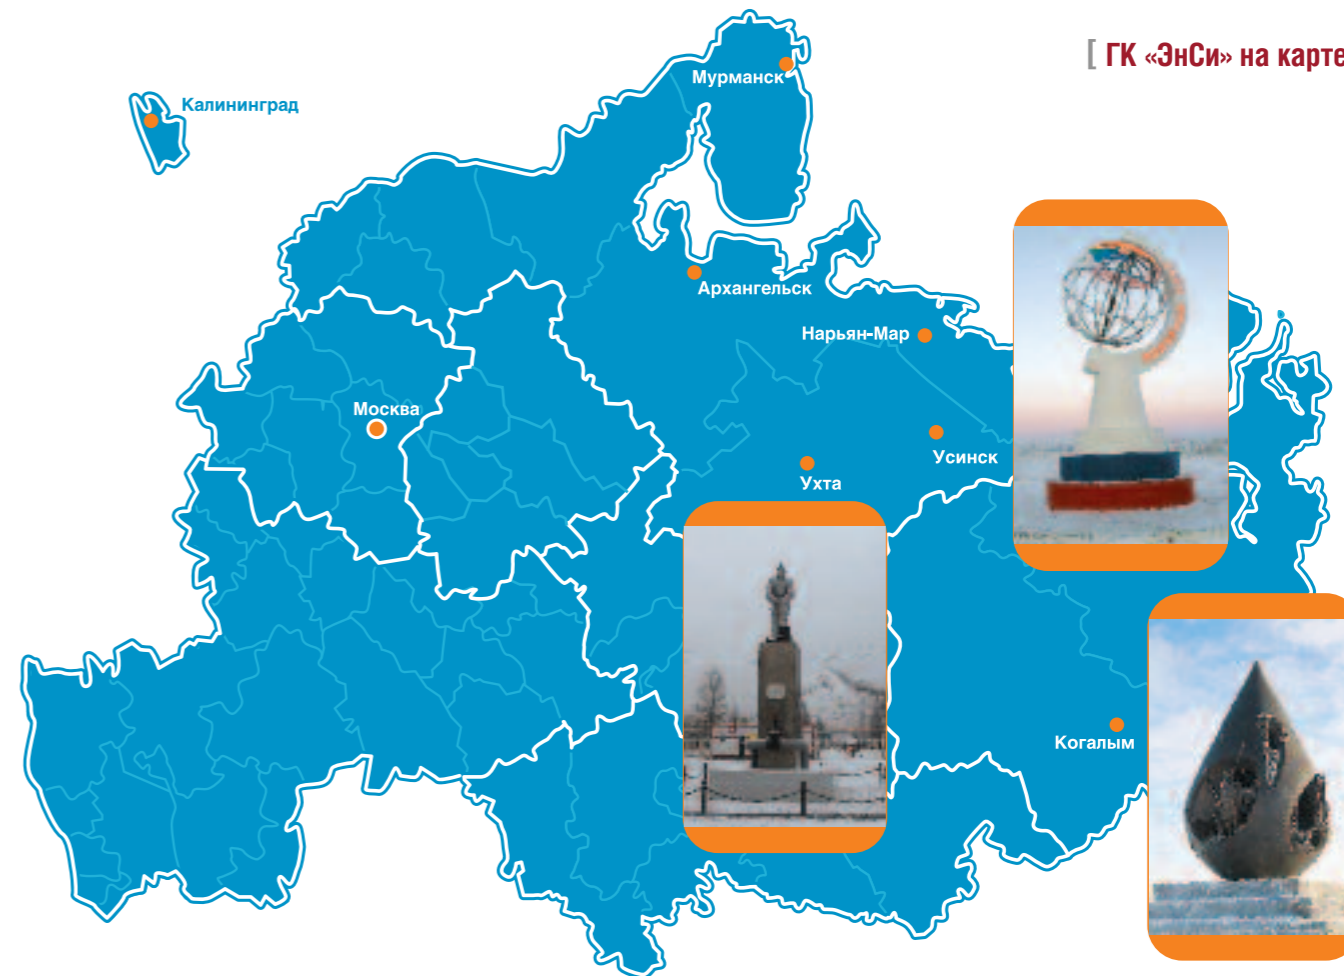 [ ГК «ЭнСи» на карте
Мурманск
Калининград
Архангельск
Нарьян-Мар
Москва
Усинск
Ухта
Когалым